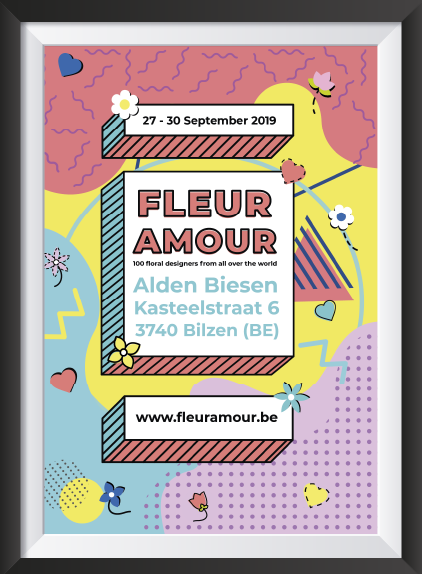 27 - 30 September 2019
FLEUR
AMOUR
100 floral designers from all over the world
Alden Biesen
Kasteelstraat 6
3740 Bilzen (BE)
www.fleuramour.be